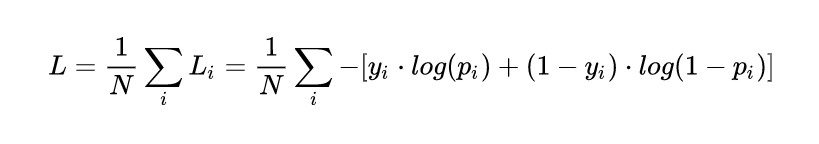 L = \frac{1}{N} \sum_{i} L_i = \frac{1}{N} \sum_{i} -[y_i \cdot log(p_i) + (1 - y_i) \cdot log(1 - p_i)]